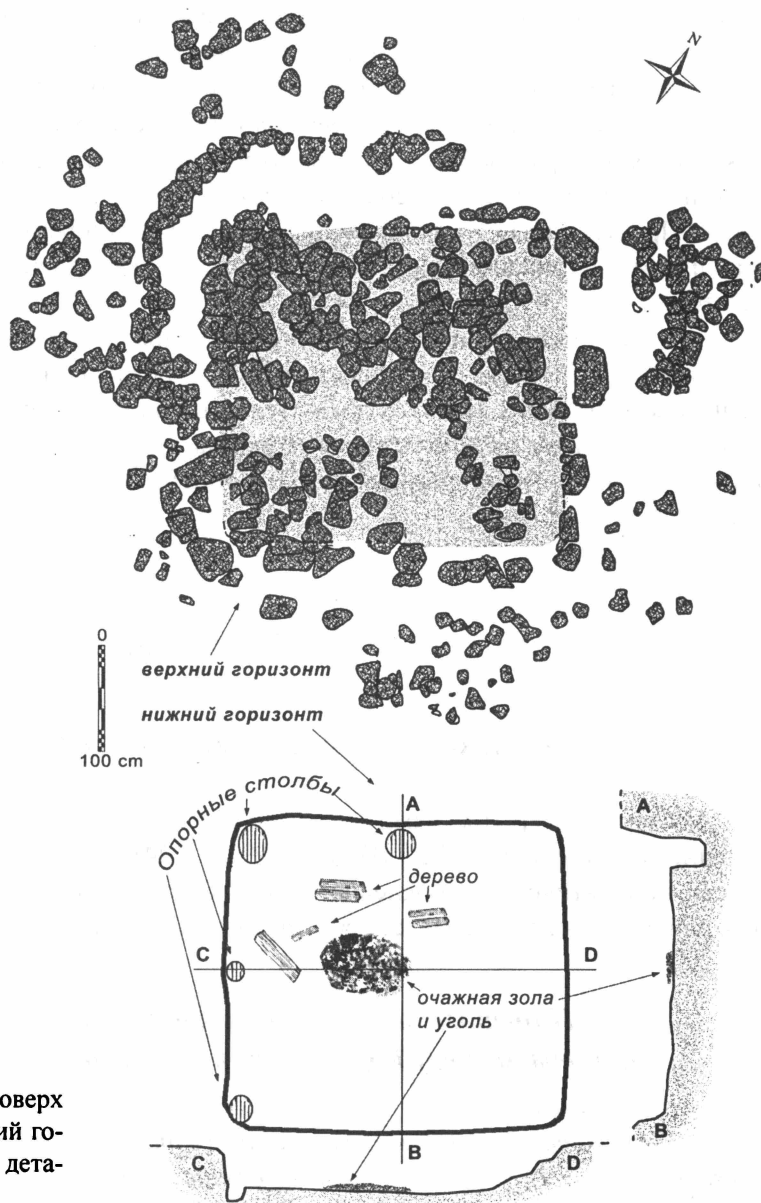 N
верхний горизонт
нижний горизонт
0
100 cm
Опорные столбы
A
дерево
C
D
очажная зола
и уголь
B
A
B
C
D
оверх
ий го-
дета-